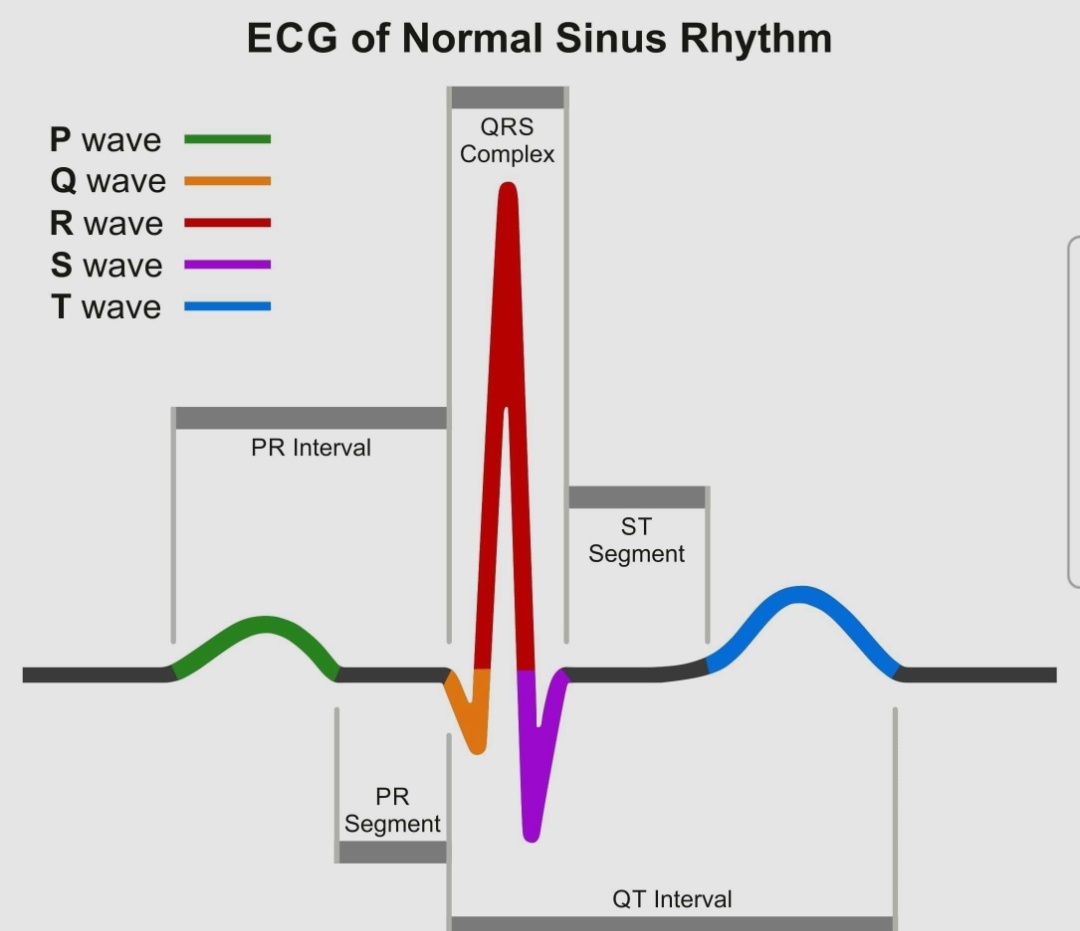 ECG of Normal Sinus Rhythm
P wave
Q wave
R wave
S wave
T wave
QRS
Complex
PR Interval
ST
Segment
PR
Segment
QT Interval